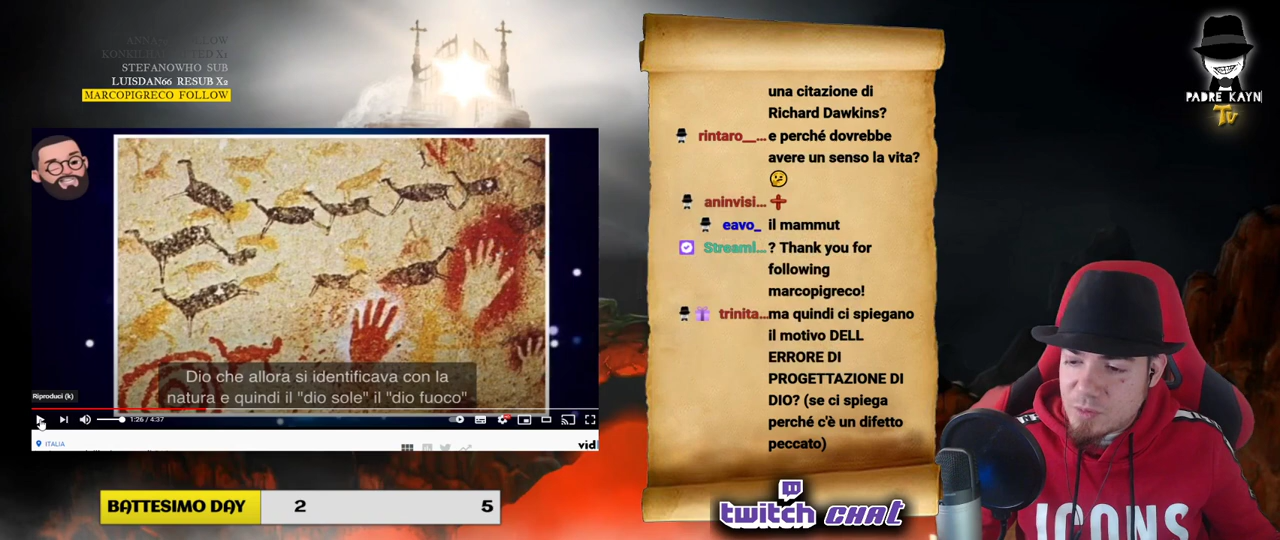 STEFANOWHO SUB
LUISDAN66 RESUB X2
MARCOPIGRECO FOLLOW
Dio che allora si identificava con la
natura e quindi il "dio sole" il "dio fuoco"
Riproduci (k)
1:26 / 4:37
ITALIA
vid
BATTESIMO DAY 2 5
una citazione di
Richard Dawkins?
rintaro__... e perché dovrebbe
avere un senso la vita?
aninvisi...
eavo_ il mammut
Streaml... ? Thank you for
following
marcopigreco!
trinita... ma quindi ci spiegano
il motivo DELL
ERRORE DI
PROGETTAZIONE DI
DIO? (se ci spiega
perché c'è un difetto
peccato)
twitch CHAT
PADRE KAYN
TV
ICONS